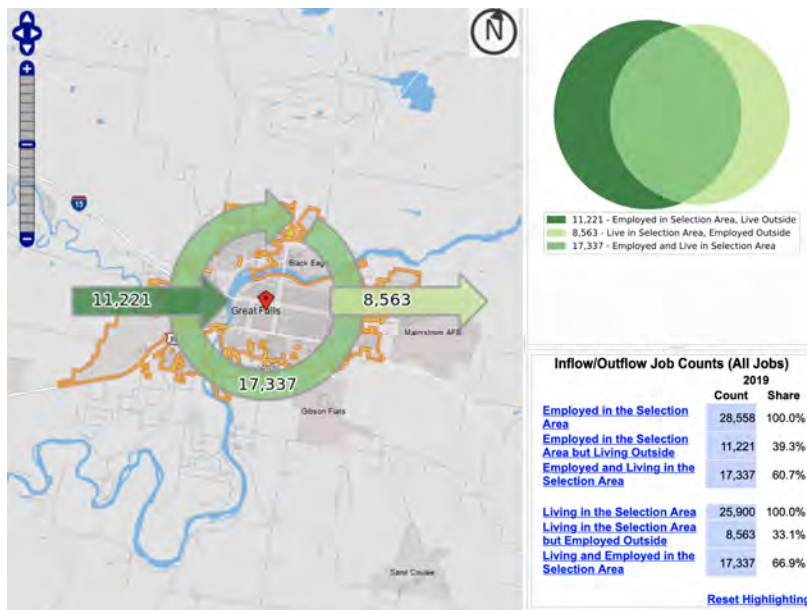 N
15
Black Eagle
11,221
8,563
Great Falls
Malmstrom AFB
17,337
Gibson Flats
Sand Coulee
11,221 - Employed in Selection Area, Live Outside
8,563 - Live in Selection Area, Employed Outside
17,337 - Employed and Live in Selection Area
Inflow/Outflow Job Counts (All Jobs)
2019
Count Share
Employed in the Selection
Area 28,558 100.0%
Employed in the Selection
Area but Living Outside 11,221 39.3%
Employed and Living in the
Selection Area 17,337 60.7%
Living in the Selection Area 25,900 100.0%
Living in the Selection Area
but Employed Outside 8,563 33.1%
Living and Employed in the
Selection Area 17,337 66.9%
Reset Highlighting